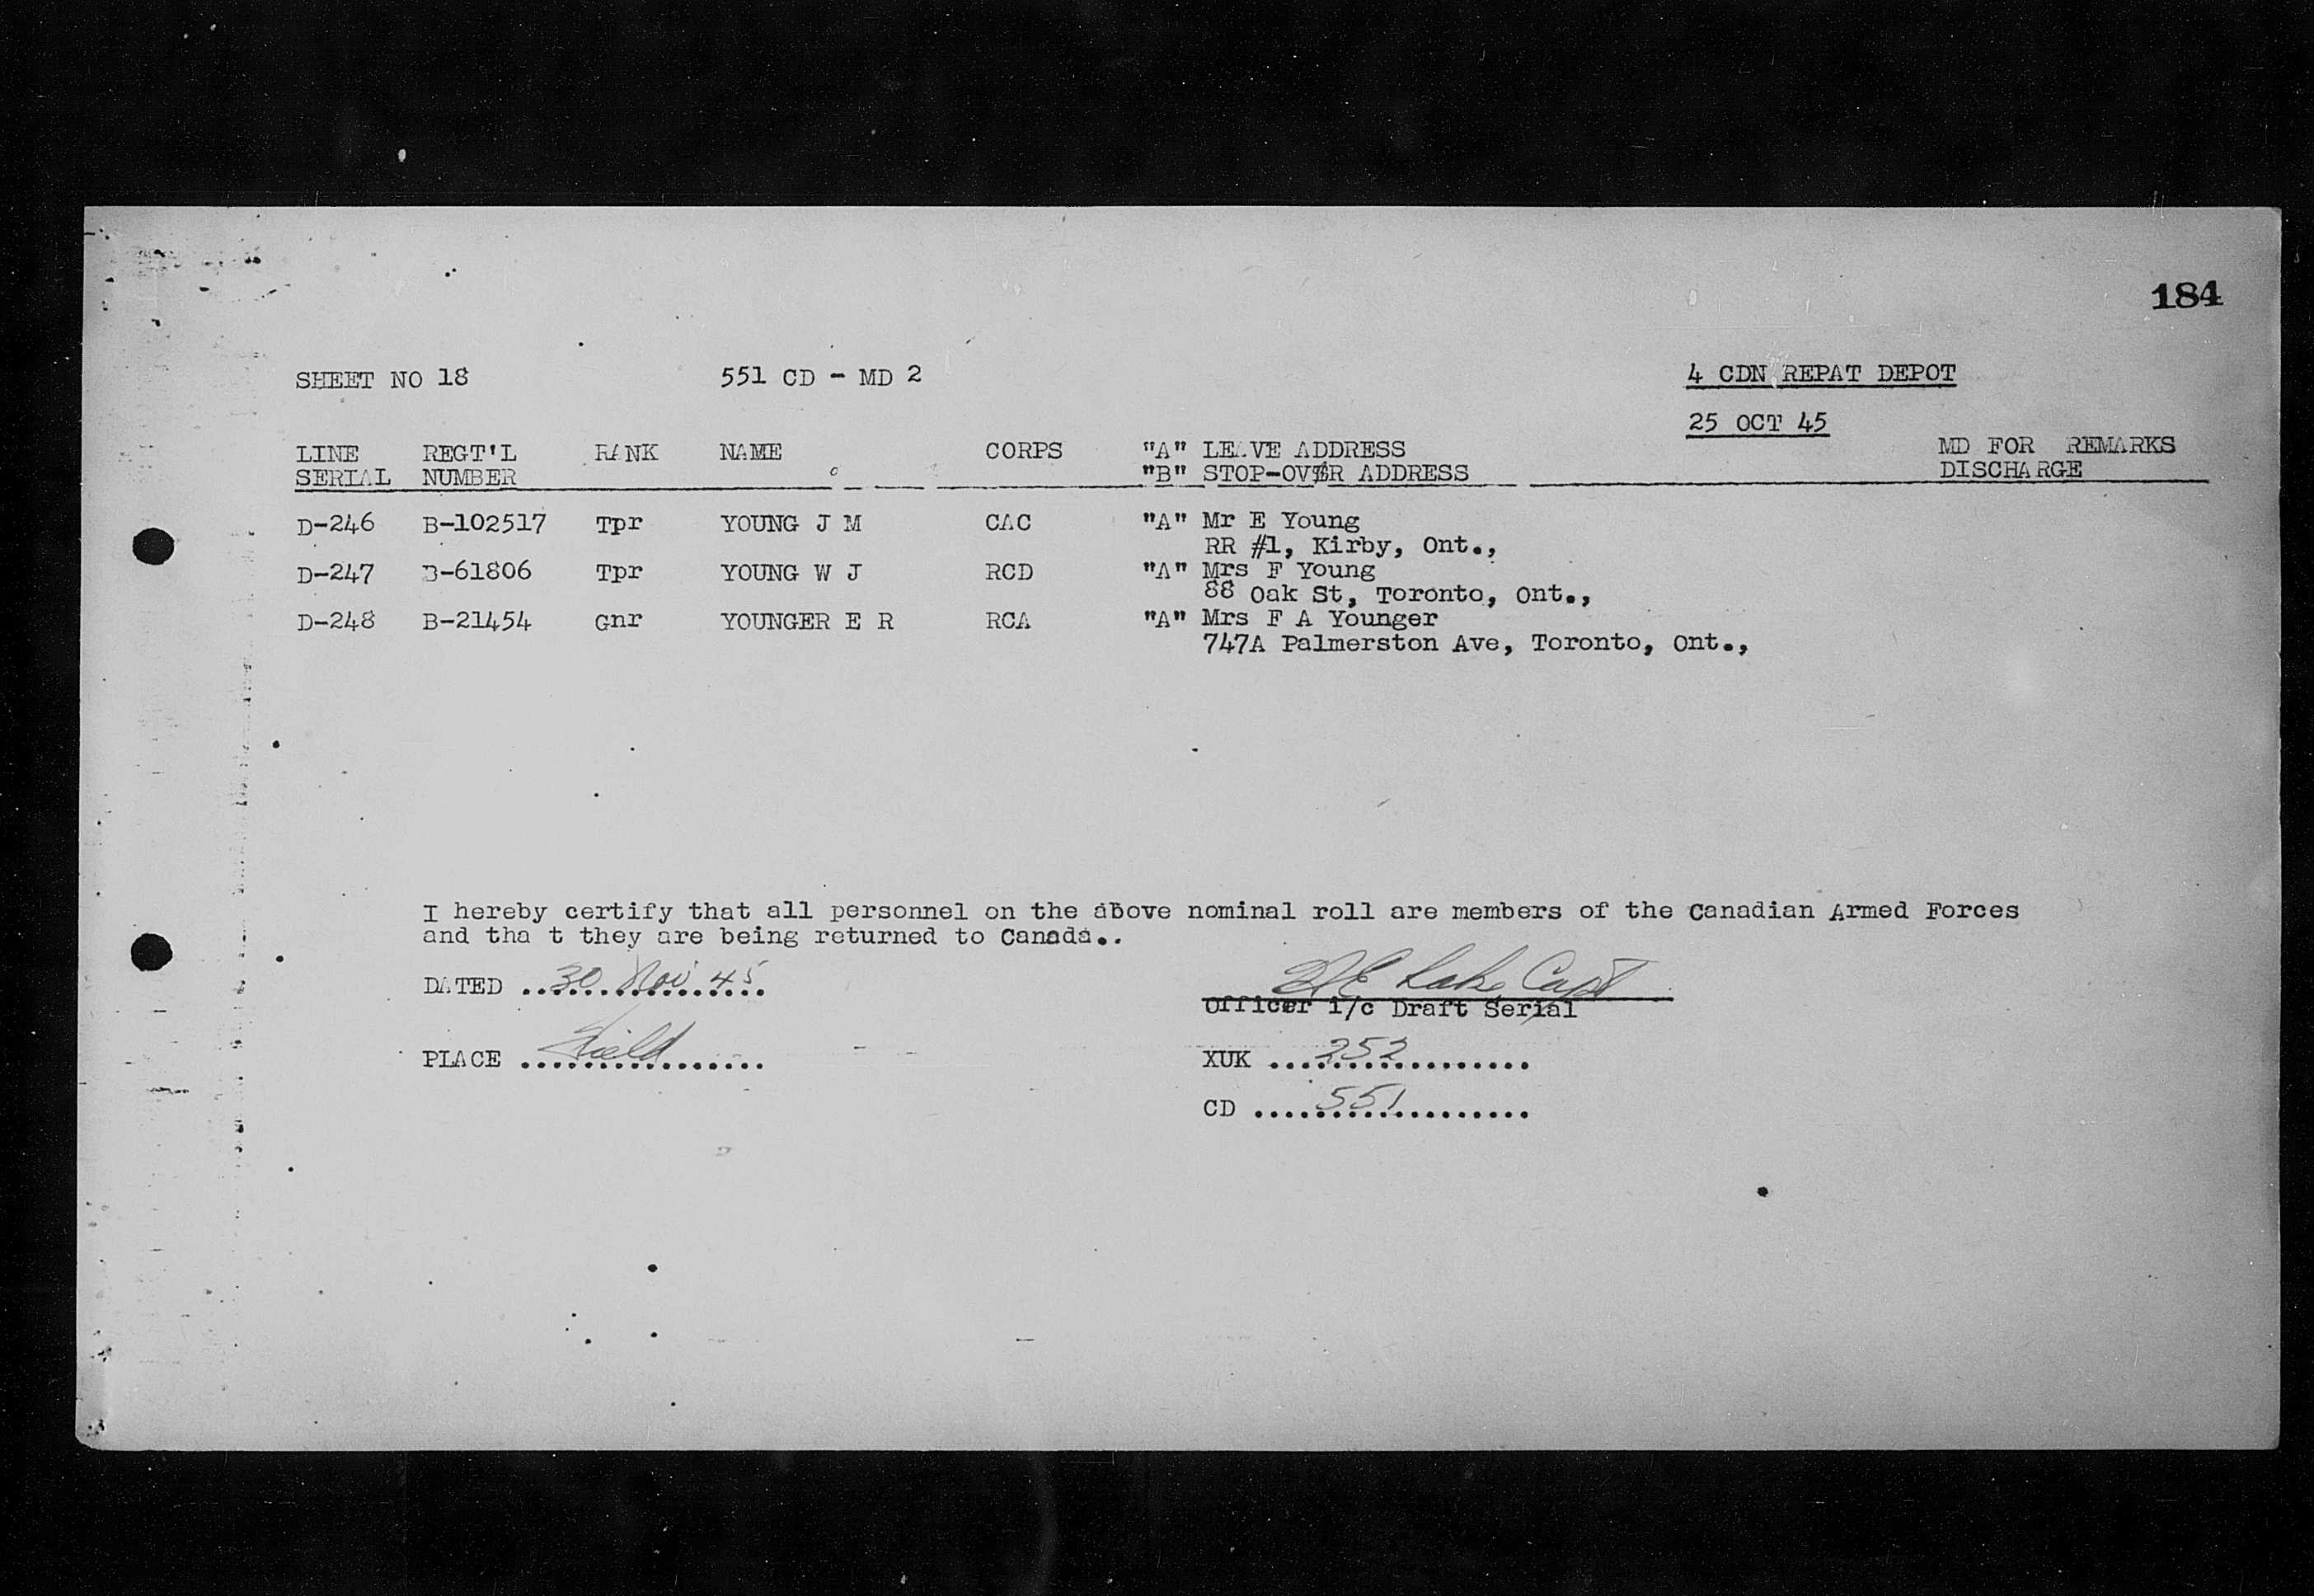 184
SHEET NO 18 551 CD - MD 2 4 CDN REPAT DEPOT
25 OCT 45
LINE REGT'L RANK NAME CORPS "A" LEAVE ADDRESS MD FOR REMARKS
SERIAL NUMBER "B" STOP-OVER ADDRESS DISCHARGE
D-246 B-102517 Tpr YOUNG J M CAC "A" Mr E Young
RR #1, Kirby, Ont.,
D-247 B-61806 Tpr YOUNG W J RCD "A" Mrs F Young
88 Oak St, Toronto, Ont.,
D-248 B-21454 Gnr YOUNGER E R RCA "A" Mrs F A Younger
747A Palmerston Ave, Toronto, Ont.,
I hereby certify that all personnel on the above nominal roll are members of the Canadian Armed Forces
and tha t they are being returned to Canada..
DATED ..30 Nov 45.. Capt
Officer i/c Draft Serial
PLACE ..Field.. XUK ..252..
CD ..551..